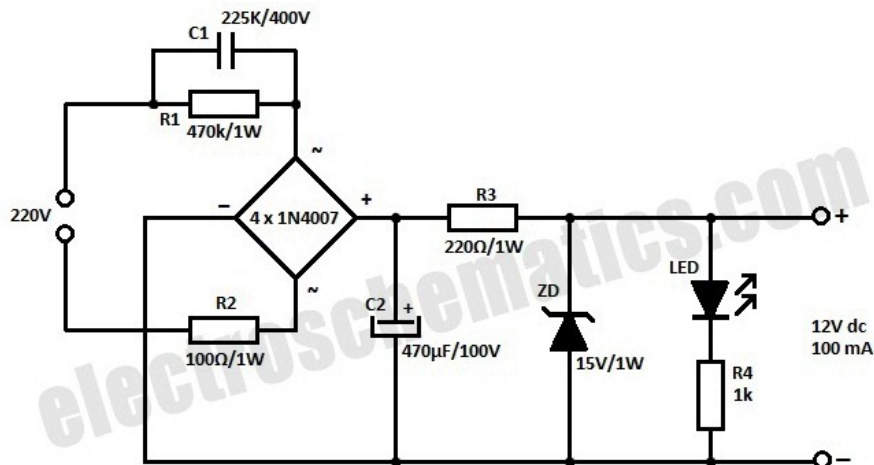 225K/400V
C1
R1
470k/1W
~
220V
–
4 x 1N4007
+
R3
220Ω/1W
+
LED
R2
100Ω/1W
~
C2
+
470µF/100V
ZD
15V/1W
12V dc
100 mA
R4
1k
–
electroschematics.com